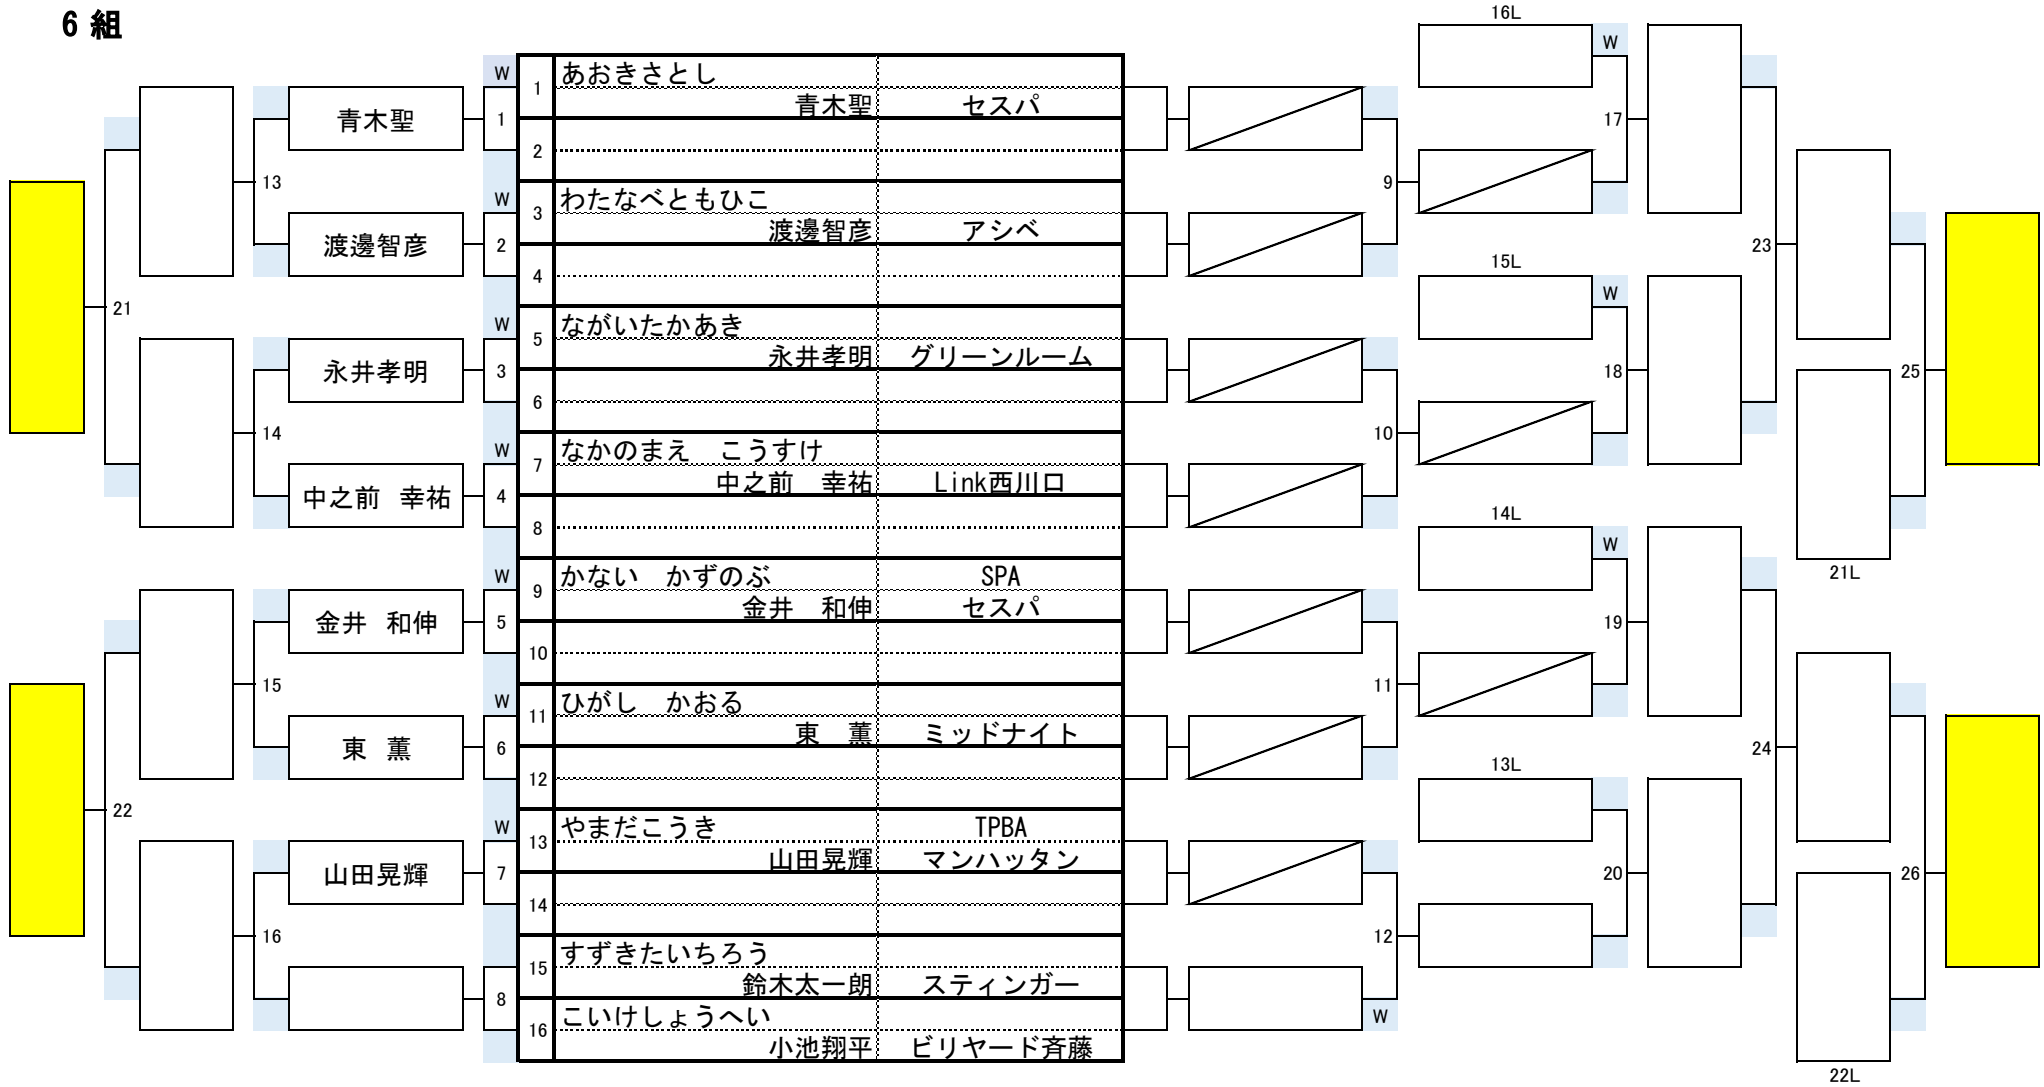 6 組
16L
W
W
1
あおきさとし
青木聖
セスパ
青木聖
1
17
2
13
W
3
わたなべともひこ
渡邊智彦
アシベ
9
渡邊智彦
2
23
4
15L
W
21
W
5
ながいたかあき
永井孝明
グリーンルーム
永井孝明
3
18
25
6
14
W
7
なかのまえ　こうすけ
中之前　幸祐
Link西川口
10
中之前 幸祐
4
14L
8
W
W
9
かない　かずのぶ
SPA
金井　和伸
セスパ
21L
金井 和伸
5
19
10
15
W
11
ひがし　かおる
東　薫
ミッドナイト
11
東 薫
6
24
13L
12
22
W
13
やまだこうき
TPBA
山田晃輝
マンハッタン
山田晃輝
7
20
26
14
16
15
すずきたいちろう
鈴木太一朗
スティンガー
12
8
16
こいけしょうへい
小池翔平
ビリヤード斉藤
W
22L